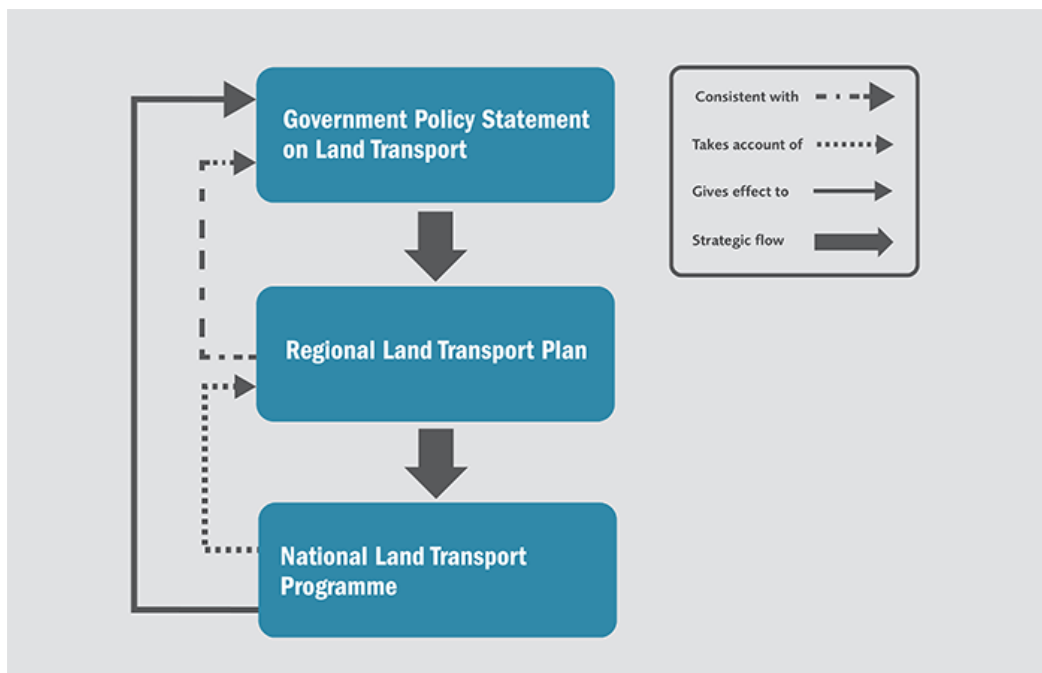 Government Policy Statement
on Land Transport
Regional Land Transport Plan
National Land Transport
Programme
Consistent with
Takes account of
Gives effect to
Strategic flow